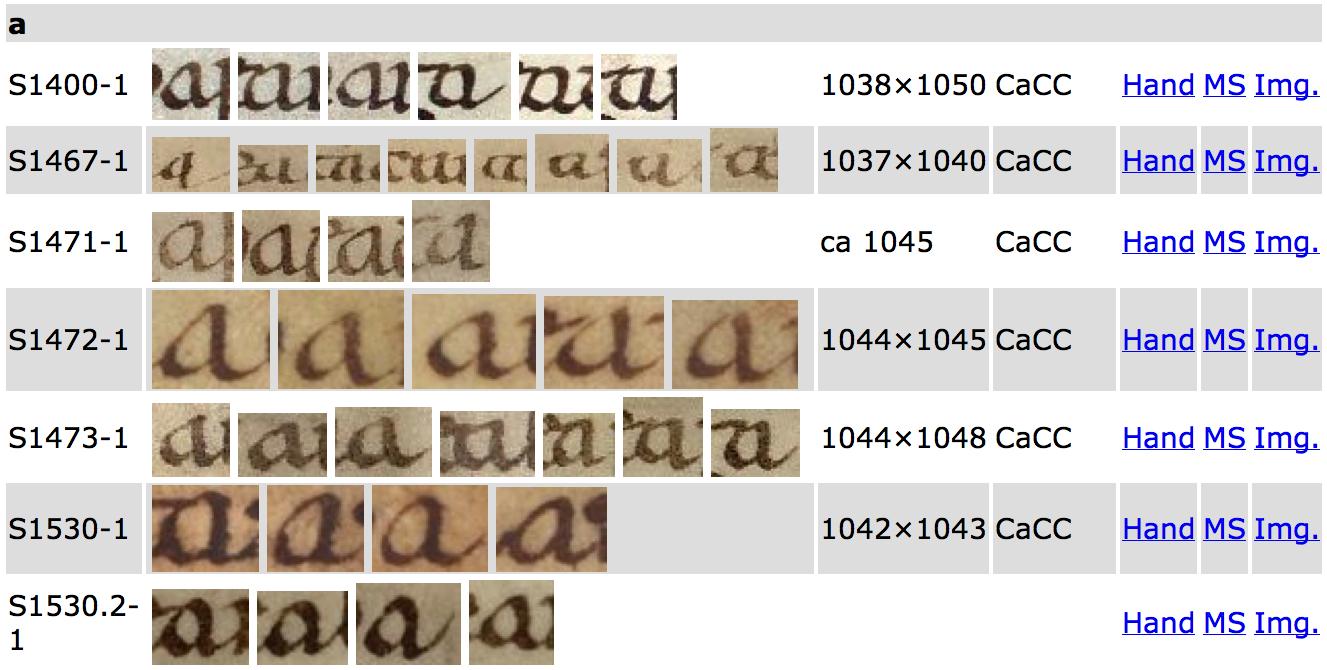 a
S1400-1 1038×1050 CaCC Hand MS Img.
S1467-1 1037×1040 CaCC Hand MS Img.
S1471-1 ca 1045 CaCC Hand MS Img.
S1472-1 1044×1045 CaCC Hand MS Img.
S1473-1 1044×1048 CaCC Hand MS Img.
S1530-1 1042×1043 CaCC Hand MS Img.
S1530.2-
1 Hand MS Img.